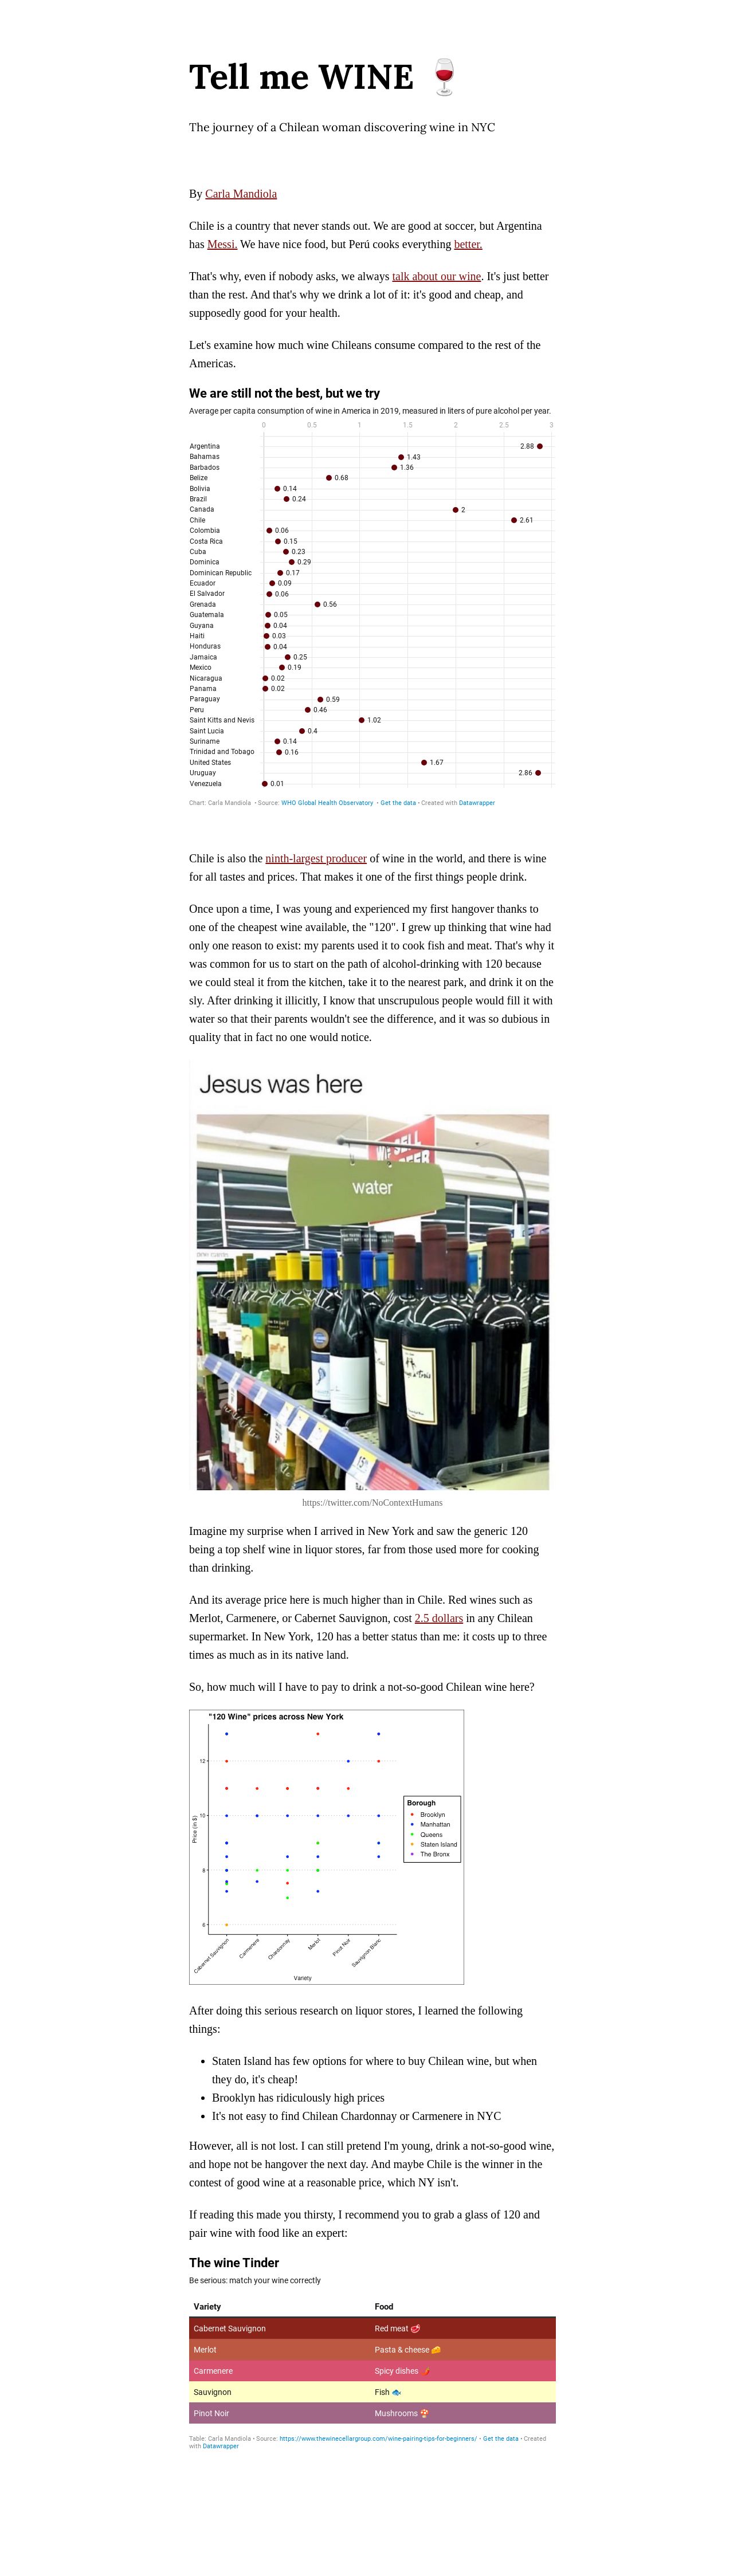 Tell me WINE 🍷
The journey of a Chilean woman discovering wine in NYC
By Carla Mandiola
Chile is a country that never stands out. We are good at soccer, but Argentina
has Messi. We have nice food, but Perú cooks everything better.
That's why, even if nobody asks, we always talk about our wine. It's just better
than the rest. And that's why we drink a lot of it: it's good and cheap, and
supposedly good for your health.
Let's examine how much wine Chileans consume compared to the rest of the
Americas.
We are still not the best, but we try
Average per capita consumption of wine in America in 2019, measured in liters of pure alcohol per year.
0 0.5 1 1.5 2 2.5 3
Argentina 2.88
Bahamas 1.43
Barbados 1.36
Belize 0.68
Bolivia 0.14
Brazil 0.24
Canada 2
Chile 2.61
Colombia 0.06
Costa Rica 0.15
Cuba 0.23
Dominica 0.29
Dominican Republic 0.17
Ecuador 0.09
El Salvador 0.06
Grenada 0.56
Guatemala 0.05
Guyana 0.04
Haiti 0.03
Honduras 0.04
Jamaica 0.25
Mexico 0.19
Nicaragua 0.02
Panama 0.02
Paraguay 0.59
Peru 0.46
Saint Kitts and Nevis 1.02
Saint Lucia 0.4
Suriname 0.14
Trinidad and Tobago 0.16
United States 1.67
Uruguay 2.86
Venezuela 0.01
Chart: Carla Mandiola • Source: WHO Global Health Observatory • Get the data • Created with Datawrapper
Chile is also the ninth-largest producer of wine in the world, and there is wine
for all tastes and prices. That makes it one of the first things people drink.
Once upon a time, I was young and experienced my first hangover thanks to
one of the cheapest wine available, the "120". I grew up thinking that wine had
only one reason to exist: my parents used it to cook fish and meat. That's why it
was common for us to start on the path of alcohol-drinking with 120 because
we could steal it from the kitchen, take it to the nearest park, and drink it on the
sly. After drinking it illicitly, I know that unscrupulous people would fill it with
water so that their parents wouldn't see the difference, and it was so dubious in
quality that in fact no one would notice.
Jesus was here
water
https://twitter.com/NoContextHumans
Imagine my surprise when I arrived in New York and saw the generic 120
being a top shelf wine in liquor stores, far from those used more for cooking
than drinking.
And its average price here is much higher than in Chile. Red wines such as
Merlot, Carmenere, or Cabernet Sauvignon, cost 2.5 dollars in any Chilean
supermarket. In New York, 120 has a better status than me: it costs up to three
times as much as in its native land.
So, how much will I have to pay to drink a not-so-good Chilean wine here?
"120 Wine" prices across New York
Price (in $)
12
10
8
6
Cabernet Sauvignon
Carmenere
Chardonnay
Merlot
Pinot Noir
Sauvignon Blanc
Variety
Borough
Brooklyn
Manhattan
Queens
Staten Island
The Bronx
After doing this serious research on liquor stores, I learned the following
things:
• Staten Island has few options for where to buy Chilean wine, but when
they do, it's cheap!
• Brooklyn has ridiculously high prices
• It's not easy to find Chilean Chardonnay or Carmenere in NYC
However, all is not lost. I can still pretend I'm young, drink a not-so-good wine,
and hope not be hangover the next day. And maybe Chile is the winner in the
contest of good wine at a reasonable price, which NY isn't.
If reading this made you thirsty, I recommend you to grab a glass of 120 and
pair wine with food like an expert:
The wine Tinder
Be serious: match your wine correctly
Variety Food
Cabernet Sauvignon Red meat 🥩
Merlot Pasta & cheese 🧀
Carmenere Spicy dishes 🌶️
Sauvignon Fish 🐟
Pinot Noir Mushrooms 🍄
Table: Carla Mandiola • Source: https://www.thewinecellargroup.com/wine-pairing-tips-for-beginners/ • Get the data • Created
with Datawrapper